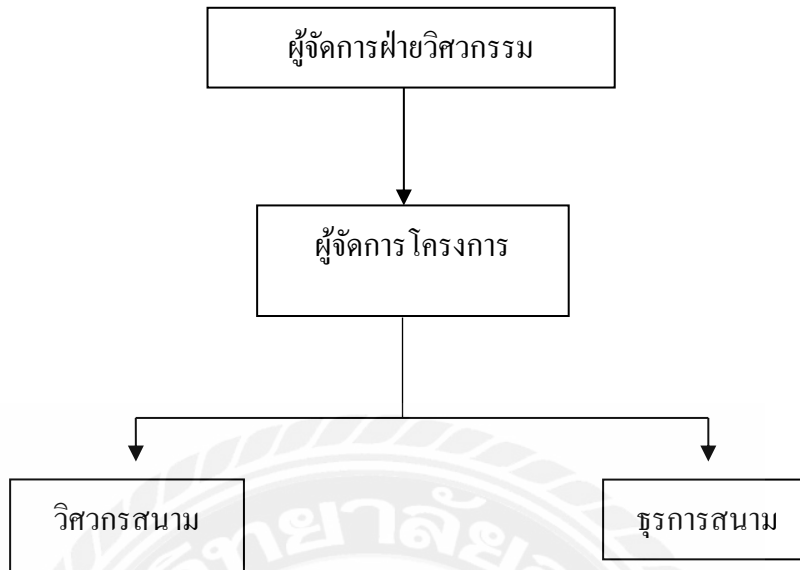 ผู้จัดการฝ่ายวิศวกรรม
ผู้จัดการโครงการ
วิศวกรสนาม
ธุรการสนาม